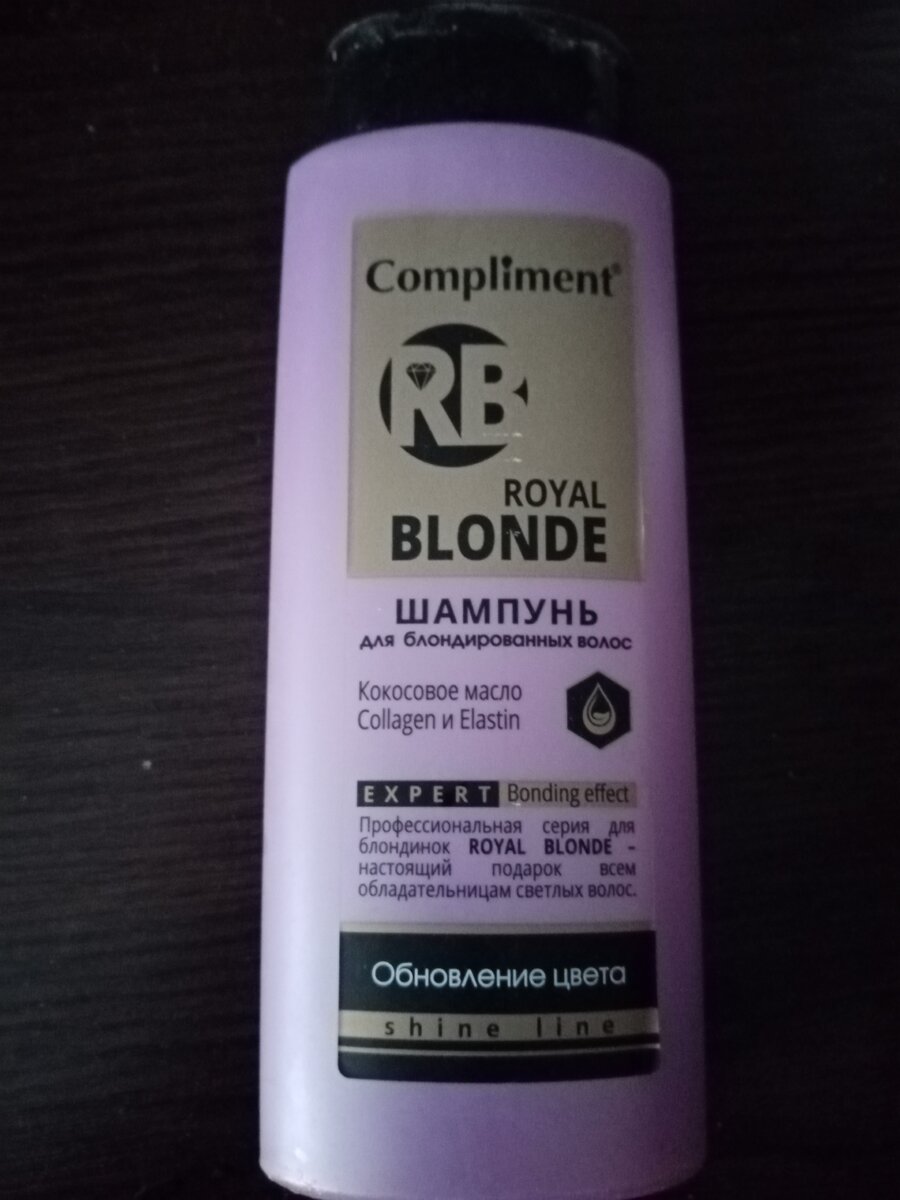 Compliment®
RB
ROYAL
BLONDE
ШАМПУНЬ
для блондированных волос
Кокосовое масло
Collagen и Elastin
EXPERT Bonding effect
Профессиональная серия для
блондинок ROYAL BLONDE –
настоящий подарок всем
обладательницам светлых волос.
Обновление цвета
shine line